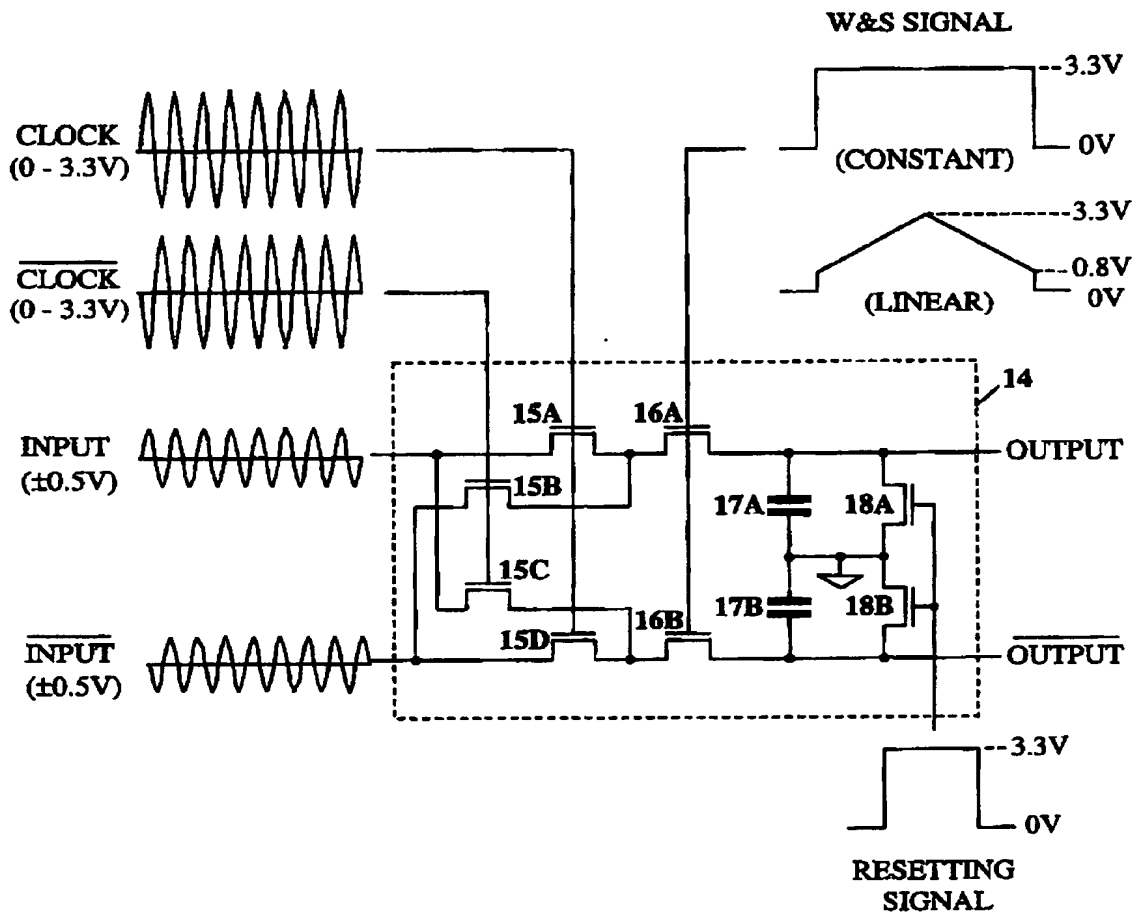 W&S SIGNAL
3.3V
0V
(CONSTANT)
CLOCK
(0 - 3.3V)
3.3V
0.8V
0V
(LINEAR)
CLOCK
(0 - 3.3V)
14
15A
16A
INPUT
(±0.5V)
OUTPUT
15B
17A
18A
15C
17B
18B
16B
15D
INPUT
(±0.5V)
OUTPUT
3.3V
0V
RESETTING
SIGNAL